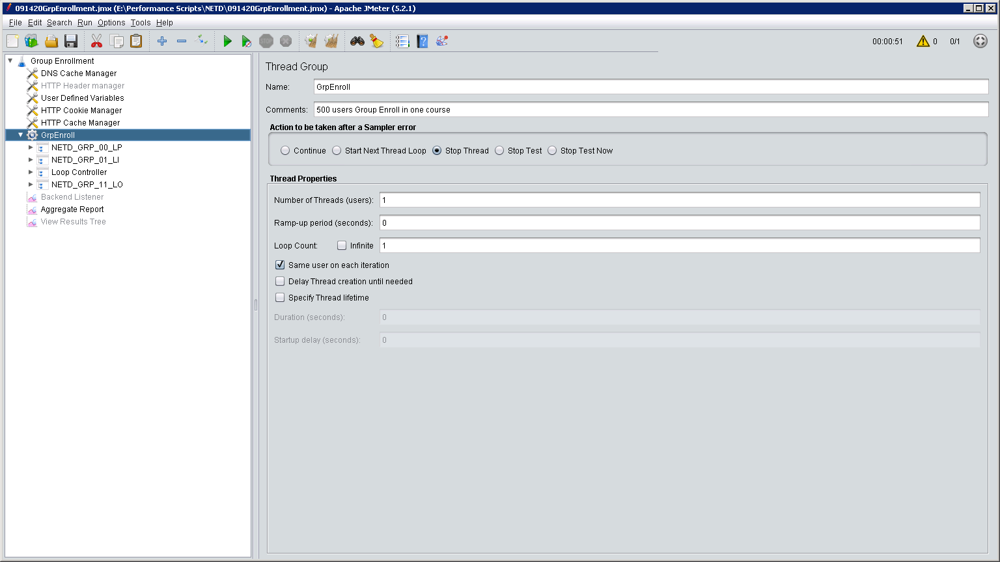 091420GrpEnrollment.jmx (E:\Performance Scripts\NETD\091420GrpEnrollment.jmx) - Apache JMeter (5.2.1)
File Edit Search Run Options Tools Help
STOP
00:00:51 0 0/1
Group Enrollment
DNS Cache Manager
HTTP Header manager
User Defined Variables
HTTP Cookie Manager
HTTP Cache Manager
GrpEnroll
NETD_GRP_00_LP
NETD_GRP_01_LI
Loop Controller
NETD_GRP_11_LO
Backend Listener
Aggregate Report
View Results Tree
Thread Group
Name: GrpEnroll
Comments: 500 users Group Enroll in one course
Action to be taken after a Sampler error
Continue Start Next Thread Loop Stop Thread Stop Test Stop Test Now
Thread Properties
Number of Threads (users): 1
Ramp-up period (seconds): 0
Loop Count: Infinite 1
Same user on each iteration
Delay Thread creation until needed
Specify Thread lifetime
Duration (seconds): 0
Startup delay (seconds): 0